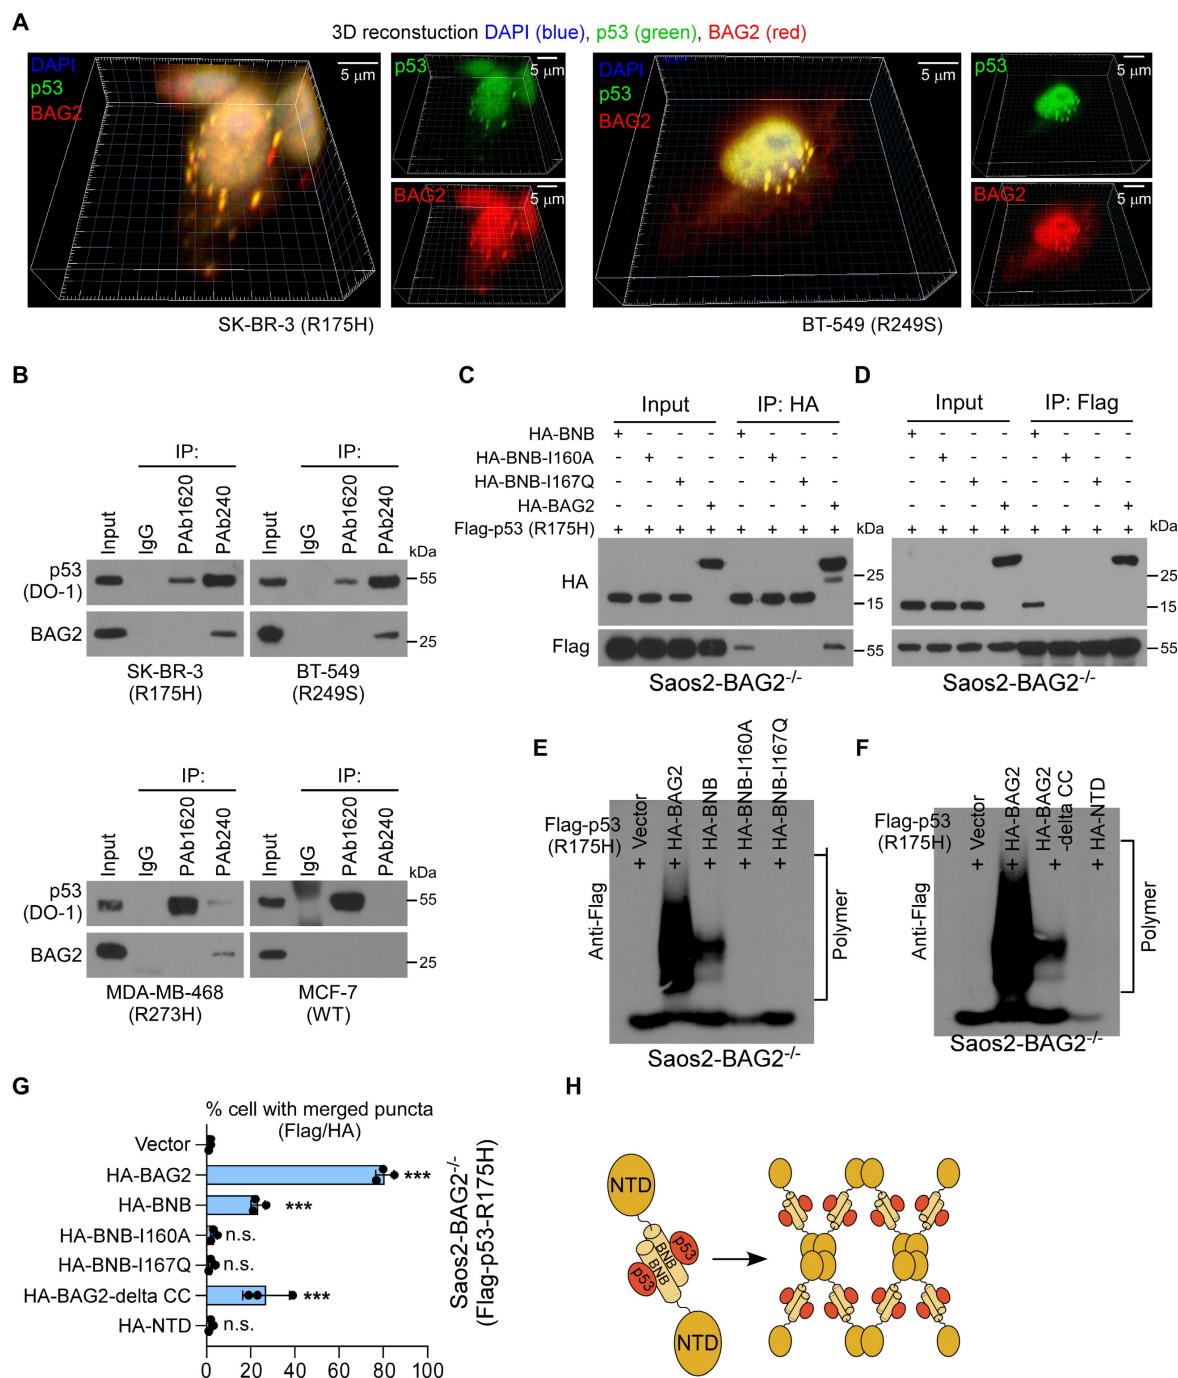 A
3D reconstuction DAPI (blue), p53 (green), BAG2 (red)
DAPI
p53
BAG2
5 μm
p53
5 μm
BAG2
5 μm
DAPI
p53
BAG2
5 μm
p53
5 μm
BAG2
5 μm
SK-BR-3 (R175H)
BT-549 (R249S)
B
IP:
IP:
Input
IgG
PAb1620
PAb240
Input
IgG
PAb1620
PAb240
kDa
p53
(DO-1)
55
BAG2
25
SK-BR-3
(R175H)
BT-549
(R249S)
IP:
IP:
Input
IgG
PAb1620
PAb240
Input
IgG
PAb1620
PAb240
kDa
p53
(DO-1)
55
BAG2
25
MDA-MB-468
(R273H)
MCF-7
(WT)
C
Input
IP: HA
HA-BNB + - - - + - - -
HA-BNB-I160A - + - - - + - -
HA-BNB-I167Q - - + - - - + -
HA-BAG2 - - - + - - - +
Flag-p53 (R175H) + + + + + + + +
kDa
HA
25
15
Flag
55
Saos2-BAG2-/-
D
Input
IP: Flag
+ - - - + - - -
- + - - - + - -
- - + - - - + -
- - - + - - - +
+ + + + + + + +
kDa
25
15
55
Saos2-BAG2-/-
E
Flag-p53
(R175H)
+ Vector
+ HA-BAG2
+ HA-BNB
+ HA-BNB-I160A
+ HA-BNB-I167Q
Anti-Flag
Polymer
Saos2-BAG2-/-
F
Flag-p53
(R175H)
+ Vector
+ HA-BAG2
+ HA-BAG2
-delta CC
+ HA-NTD
Anti-Flag
Polymer
Saos2-BAG2-/-
G
% cell with merged puncta
(Flag/HA)
Vector
HA-BAG2 ***
HA-BNB ***
HA-BNB-I160A n.s.
HA-BNB-I167Q n.s.
HA-BAG2-delta CC ***
HA-NTD n.s.
0 20 40 60 80 100
Saos2-BAG2-/-
(Flag-p53-R175H)
H
NTD
p53
BNB
BNB
p53
NTD